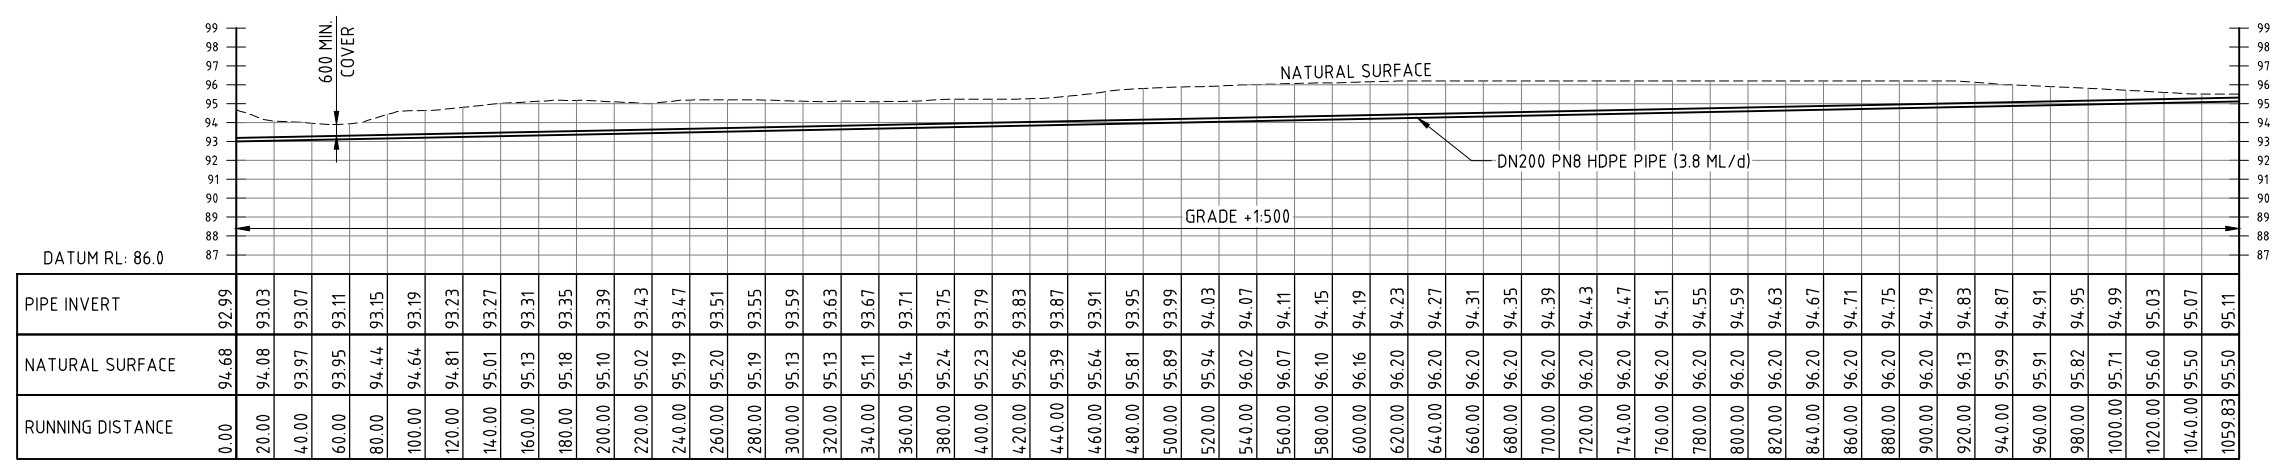 600 MIN.
COVER
99 99
98 98
97 97
NATURAL SURFACE
96 96
95 95
94 94
93 93
DN200 PN8 HDPE PIPE (3.8 ML/d)
92 92
91 91
90 90
GRADE +1:500
89 89
88 88
DATUM RL: 86.0
87 87
PIPE INVERT 92.99 93.03 93.07 93.11 93.15 93.19 93.23 93.27 93.31 93.35 93.39 93.43 93.47 93.51 93.55 93.59 93.63 93.67 93.71 93.75 93.79 93.83 93.87 93.91 93.95 93.99 94.03 94.07 94.11 94.15 94.19 94.23 94.27 94.31 94.35 94.39 94.43 94.47 94.51 94.55 94.59 94.63 94.67 94.71 94.75 94.79 94.83 94.87 94.91 94.95 94.99 95.03 95.07 95.11
NATURAL SURFACE 94.68 94.08 93.97 93.95 94.44 94.64 94.81 95.01 95.13 95.18 95.10 95.02 95.19 95.20 95.19 95.13 95.13 95.11 95.14 95.24 95.23 95.26 95.39 95.64 95.81 95.89 95.94 96.02 96.07 96.10 96.16 96.20 96.20 96.20 96.20 96.20 96.20 96.20 96.20 96.20 96.20 96.20 96.20 96.20 96.20 96.20 96.13 95.99 95.91 95.82 95.71 95.60 95.50 95.50
RUNNING DISTANCE 0.00 20.00 40.00 60.00 80.00 100.00 120.00 140.00 160.00 180.00 200.00 220.00 240.00 260.00 280.00 300.00 320.00 340.00 360.00 380.00 400.00 420.00 440.00 460.00 480.00 500.00 520.00 540.00 560.00 580.00 600.00 620.00 640.00 660.00 680.00 700.00 720.00 740.00 760.00 780.00 800.00 820.00 840.00 860.00 880.00 900.00 920.00 940.00 960.00 980.00 1000.00 1020.00 1040.00 1059.83